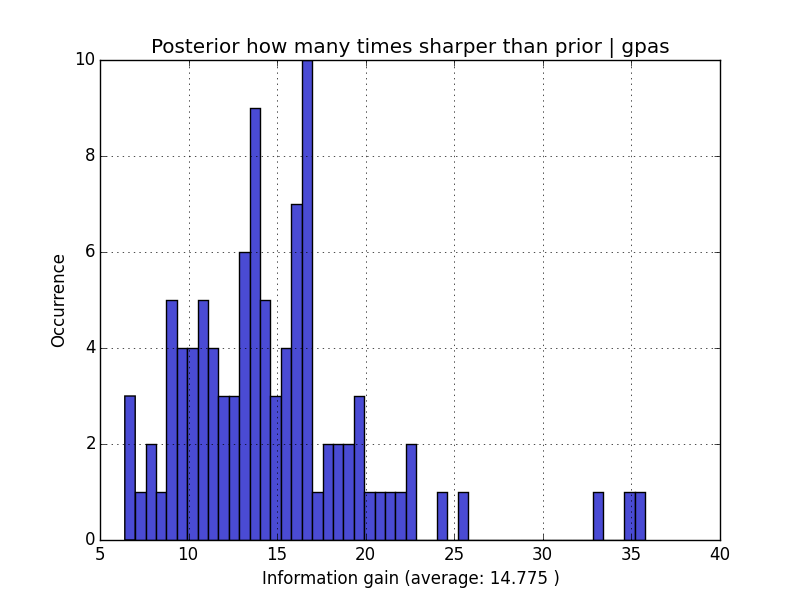 Posterior how many times sharper than prior | gpas
10
8
6
4
2
0
Occurrence
5 10 15 20 25 30 35 40
Information gain (average: 14.775 )